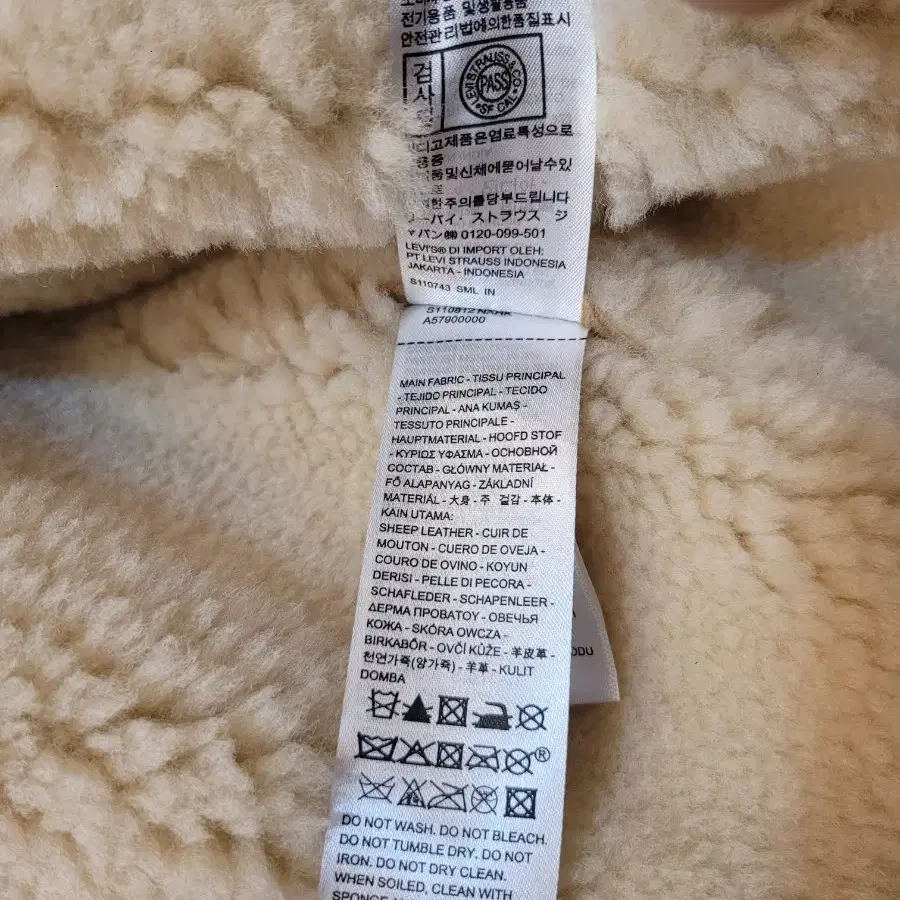 전기용품 및생활용품
안전관리법에의한품질표시
검
사
LEVI STRAUSS & CO
PASS
SF CAL
고제품은염료특성으로
품및신체에묻어날수있
한주의를당부드립니다
ーバイ・ストラウス ジ
ャパン㈱ 0120-099-501
LEVI'S® DI IMPORT OLEH:
PT LEVI STRAUSS INDONESIA
JAKARTA - INDONESIA
S110743 SML IN
A57900000
MAIN FABRIC - TISSU PRINCIPAL
- TEJIDO PRINCIPAL - TECIDO
PRINCIPAL - ANA KUMAŞ -
TESSUTO PRINCIPALE -
HAUPTMATERIAL - HOOFD STOF
- ΚΥΡΙΩΣ ΥΦΑΣΜΑ - ОСНОВНОЙ
СОСТАВ - GŁÓWNY MATERIAŁ -
FŐ ALAPANYAG - ZÁKLADNÍ
MATERIÁL - 大身 - 주 겉감 - 本体 -
KAIN UTAMA:
SHEEP LEATHER - CUIR DE
MOUTON - CUERO DE OVEJA -
COURO DE OVINO - KOYUN
DERISI - PELLE DI PECORA -
SCHAFLEDER - SCHAPENLEER -
ΔΕΡΜΑ ΠΡΟΒΑΤΟΥ - ОВЕЧЬЯ
КОЖА - SKÓRA OWCZA -
BIRKABŐR - OVČÍ KŮŽE - 羊皮革 -
천연가죽(양가죽) - 羊革 - KULIT
DOMBA
®
DO NOT WASH. DO NOT BLEACH.
DO NOT TUMBLE DRY. DO NOT
IRON. DO NOT DRY CLEAN.
WHEN SOILED, CLEAN WITH
ODU